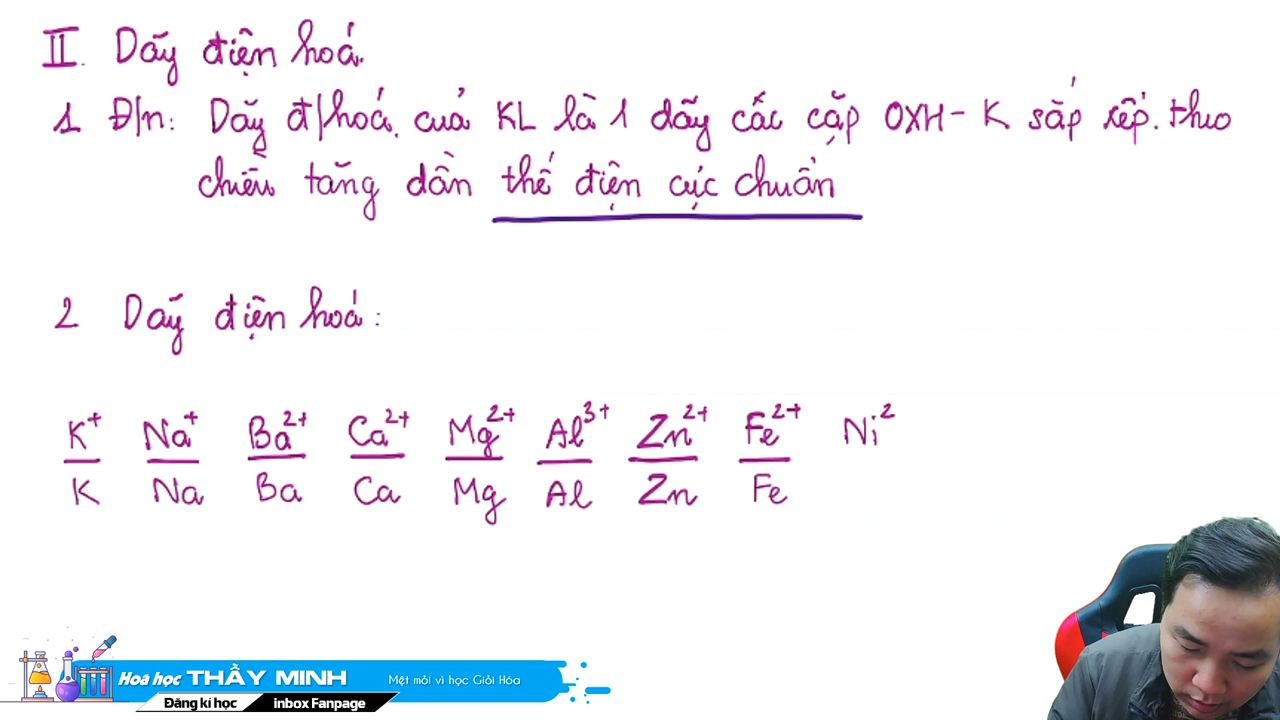 II. Dãy điện hoá.
1 Đ/n: Dãy đ/hoá. của KL là 1 dãy các cặp OXH - K sắp xếp. theo
chiều tăng dần thế điện cực chuẩn
2 Dãy điện hoá:
K⁺ Na⁺ Ba²⁺ Ca²⁺ Mg²⁺ Al³⁺ Zn²⁺ Fe²⁺ Ni²
K Na Ba Ca Mg Al Zn Fe
Hoá học THẦY MINH Mệt mỏi vì học Giỏi Hóa
Đăng kí học inbox Fanpage